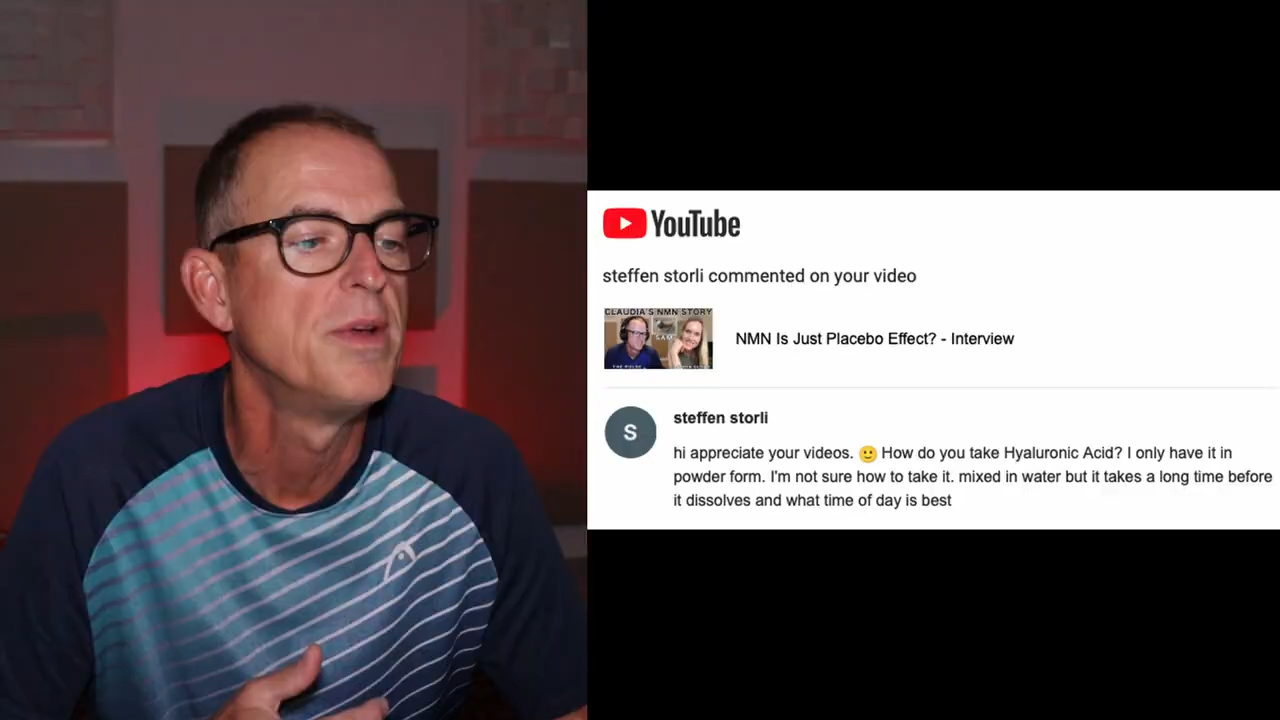 YouTube
steffen storli commented on your video
CLAUDIA'S NMN STORY
NMN Is Just Placebo Effect? - Interview
S
steffen storli
hi appreciate your videos. 🙂 How do you take Hyaluronic Acid? I only have it in
powder form. I'm not sure how to take it. mixed in water but it takes a long time before
it dissolves and what time of day is best